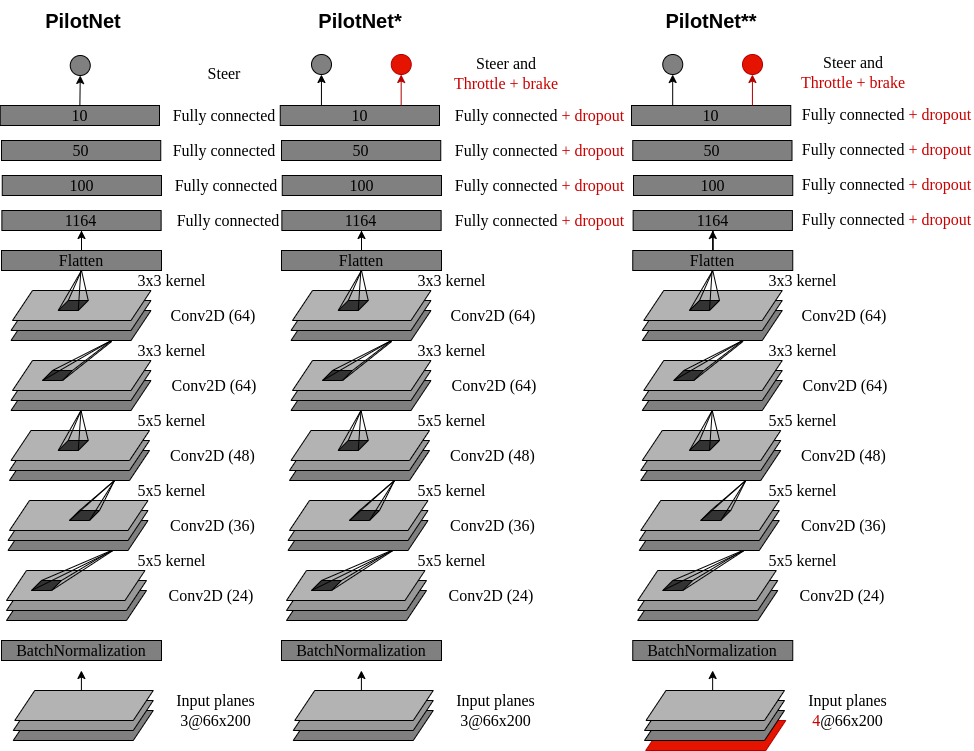 PilotNet
Steer
10
Fully connected
50
Fully connected
100
Fully connected
1164
Fully connected
Flatten
3x3 kernel
Conv2D (64)
3x3 kernel
Conv2D (64)
5x5 kernel
Conv2D (48)
5x5 kernel
Conv2D (36)
5x5 kernel
Conv2D (24)
BatchNormalization
Input planes
3@66x200
PilotNet*
Steer and
Throttle + brake
10
Fully connected + dropout
50
Fully connected + dropout
100
Fully connected + dropout
1164
Fully connected + dropout
Flatten
3x3 kernel
Conv2D (64)
3x3 kernel
Conv2D (64)
5x5 kernel
Conv2D (48)
5x5 kernel
Conv2D (36)
5x5 kernel
Conv2D (24)
BatchNormalization
Input planes
3@66x200
PilotNet**
Steer and
Throttle + brake
10
Fully connected + dropout
50
Fully connected + dropout
100
Fully connected + dropout
1164
Fully connected + dropout
Flatten
3x3 kernel
Conv2D (64)
3x3 kernel
Conv2D (64)
5x5 kernel
Conv2D (48)
5x5 kernel
Conv2D (36)
5x5 kernel
Conv2D (24)
BatchNormalization
Input planes
4@66x200